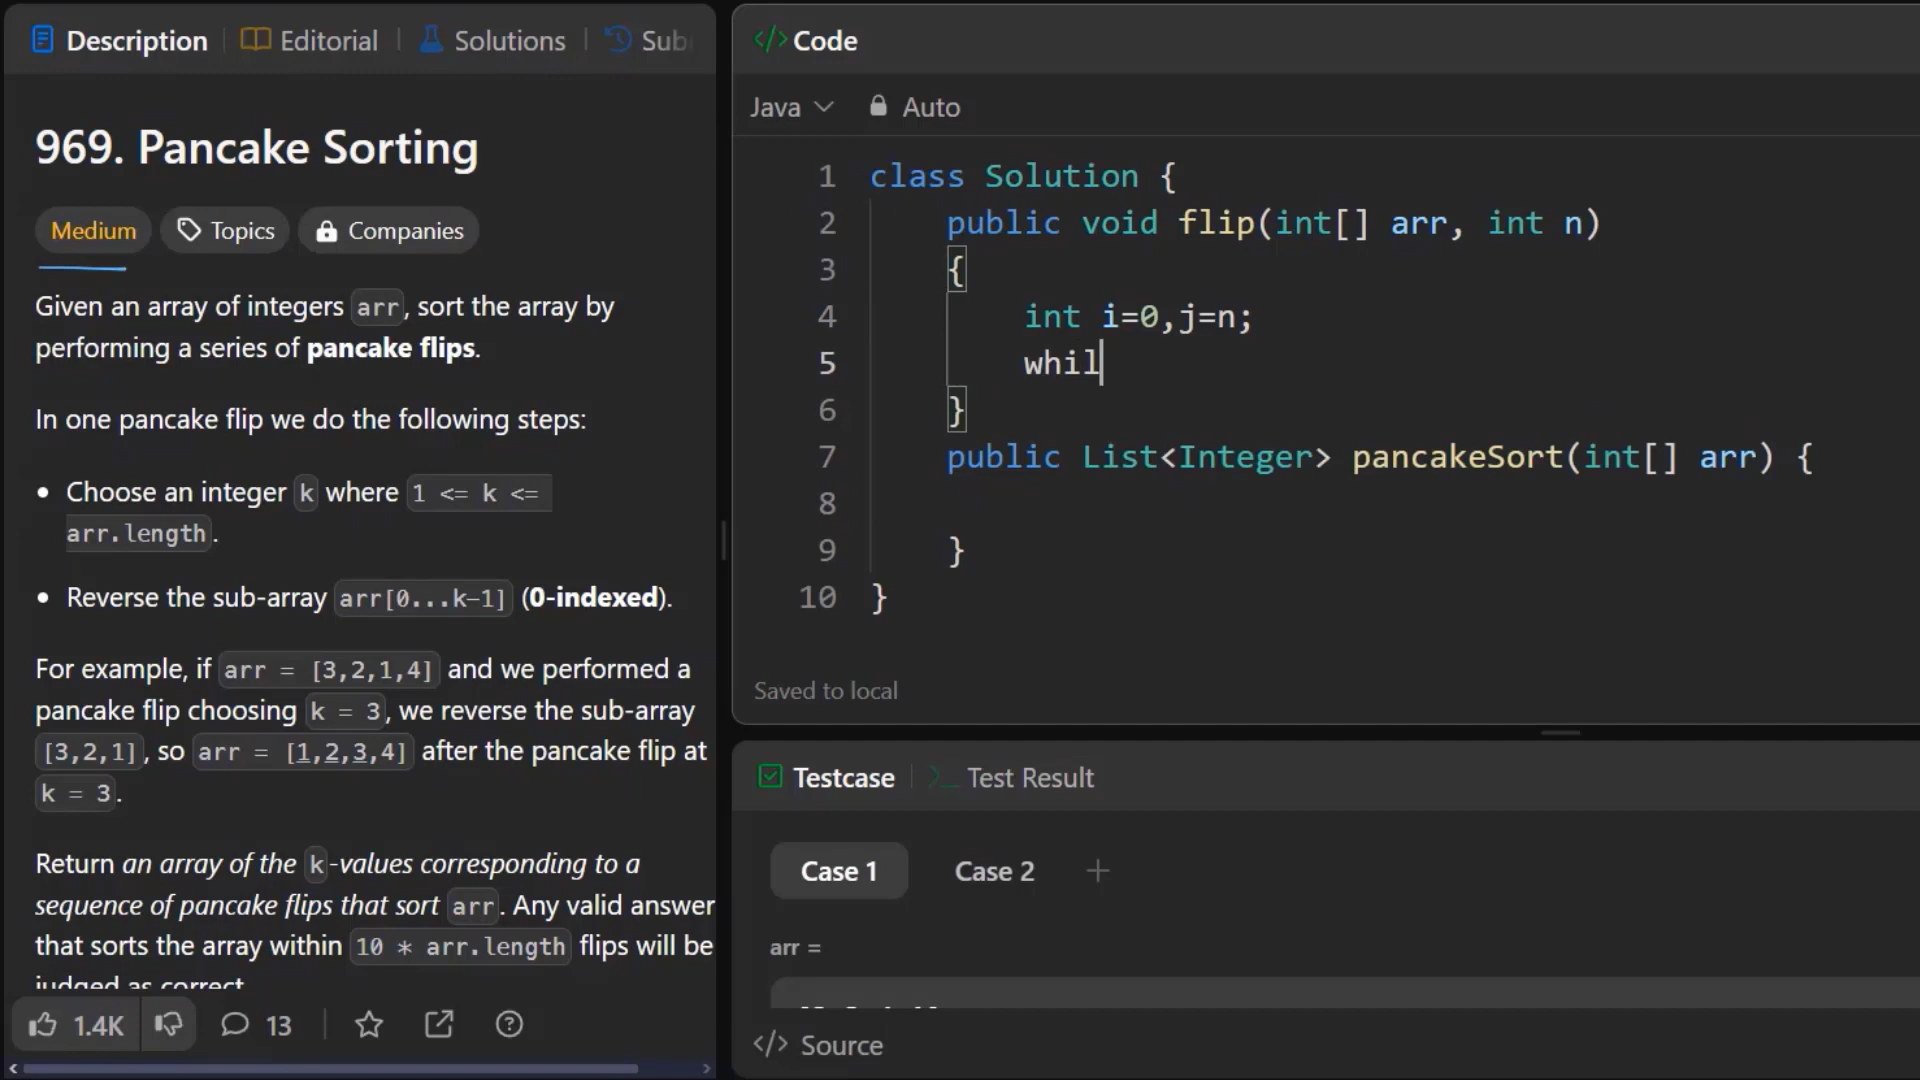 Description
Editorial
Solutions
Sub
969. Pancake Sorting
Medium
Topics
Companies
Given an array of integers arr, sort the array by
performing a series of pancake flips.
In one pancake flip we do the following steps:
• Choose an integer k where 1 <= k <=
arr.length.
• Reverse the sub-array arr[0...k-1] (0-indexed).
For example, if arr = [3,2,1,4] and we performed a
pancake flip choosing k = 3, we reverse the sub-array
[3,2,1], so arr = [1,2,3,4] after the pancake flip at
k = 3.
Return an array of the k-values corresponding to a
sequence of pancake flips that sort arr. Any valid answer
that sorts the array within 10 * arr.length flips will be
judged as correct
1.4K
13
</> Code
Java
Auto
1 class Solution {
2 public void flip(int[] arr, int n)
3 {
4 int i=0,j=n;
5 whil
6 }
7 public List<Integer> pancakeSort(int[] arr) {
8
9 }
10 }
Saved to local
Testcase
Test Result
Case 1
Case 2
+
arr =
</> Source